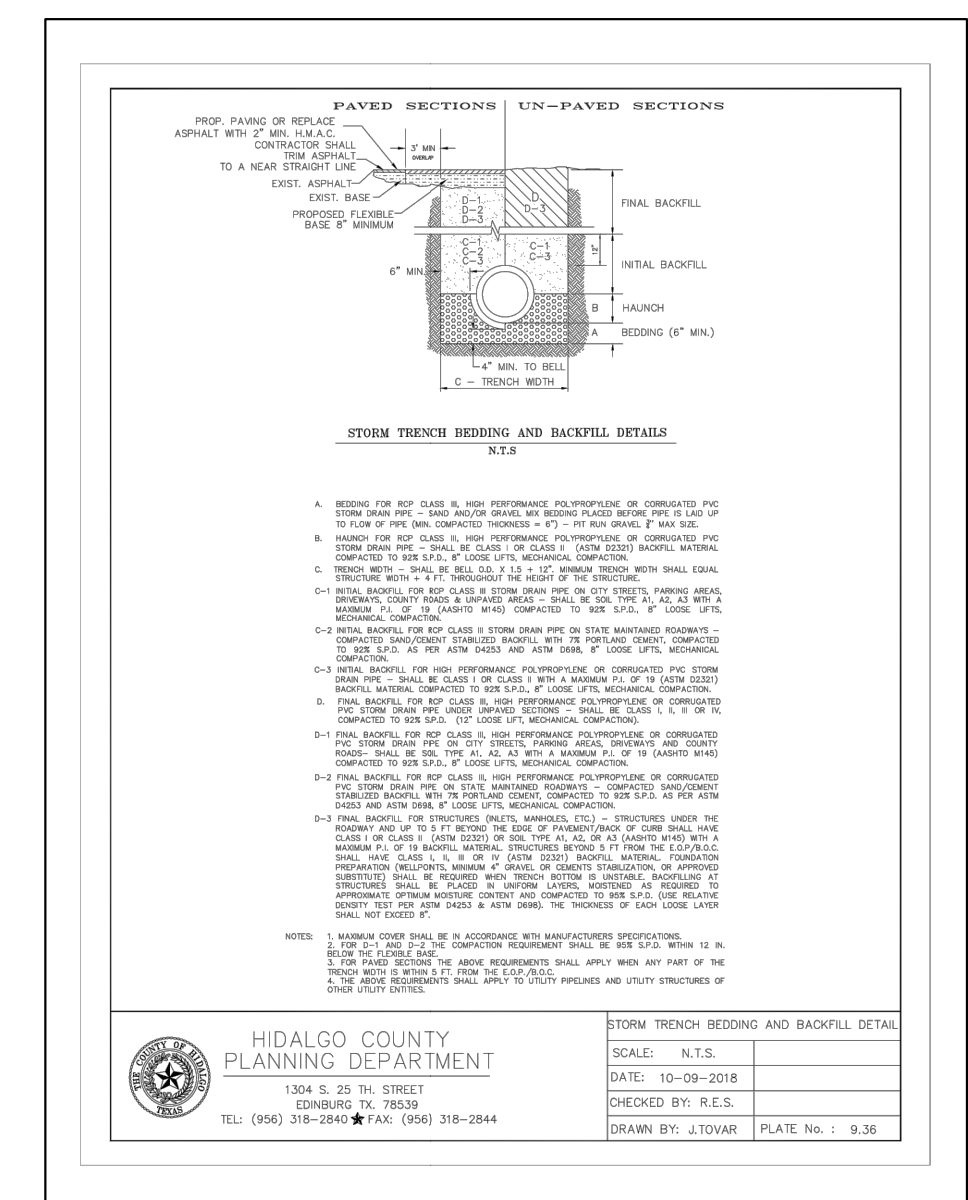 PAVED SECTIONS
UN-PAVED SECTIONS
PROP. PAVING OR REPLACE
ASPHALT WITH 2" MIN. H.M.A.C.
CONTRACTOR SHALL
TRIM ASPHALT
TO A NEAR STRAIGHT LINE
EXIST. ASPHALT
EXIST. BASE
PROPOSED FLEXIBLE
BASE 8" MINIMUM
3' MIN
OVERLAP
D-1
D-2
D-3
D
D-3
FINAL BACKFILL
C-1
C-2
C-3
C-1
C-3
12"
INITIAL BACKFILL
6" MIN.
B HAUNCH
A BEDDING (6" MIN.)
4" MIN. TO BELL
C - TRENCH WIDTH
STORM TRENCH BEDDING AND BACKFILL DETAILS
N.T.S
A. BEDDING FOR RCP CLASS III, HIGH PERFORMANCE POLYPROPYLENE OR CORRUGATED PVC
STORM DRAIN PIPE - SAND AND/OR GRAVEL MIX BEDDING PLACED BEFORE PIPE IS LAID UP
TO FLOW OF PIPE (MIN. COMPACTED THICKNESS = 6") - PIT RUN GRAVEL MAX SIZE.
B. HAUNCH FOR RCP CLASS III, HIGH PERFORMANCE POLYPROPYLENE OR CORRUGATED PVC
STORM DRAIN PIPE - SHALL BE CLASS I OR CLASS II (ASTM D2321) BACKFILL MATERIAL
COMPACTED TO 92% S.P.D., 8" LOOSE LIFTS, MECHANICAL COMPACTION.
C. TRENCH WIDTH - SHALL BE BELL O.D. X 1.5 + 12". MINIMUM TRENCH WIDTH SHALL EQUAL
STRUCTURE WIDTH + 4 FT. THROUGHOUT THE HEIGHT OF THE STRUCTURE.
C-1 INITIAL BACKFILL FOR RCP CLASS III STORM DRAIN PIPE ON CITY STREETS, PARKING AREAS,
DRIVEWAYS, COUNTY ROADS & UNPAVED AREAS - SHALL BE SOIL TYPE A1, A2, A3 WITH A
MAXIMUM P.I. OF 19 (AASHTO M145) COMPACTED TO 92% S.P.D., 8" LOOSE LIFTS,
MECHANICAL COMPACTION.
C-2 INITIAL BACKFILL FOR RCP CLASS III STORM DRAIN PIPE ON STATE MAINTAINED ROADWAYS -
COMPACTED SAND/CEMENT STABILIZED BACKFILL WITH 7% PORTLAND CEMENT, COMPACTED
TO 92% S.P.D. AS PER ASTM D4253 AND ASTM D698, 8" LOOSE LIFTS, MECHANICAL
COMPACTION.
C-3 INITIAL BACKFILL FOR HIGH PERFORMANCE POLYPROPYLENE OR CORRUGATED PVC STORM
DRAIN PIPE - SHALL BE CLASS I OR CLASS II WITH A MAXIMUM P.I. OF 19 (ASTM D2321)
BACKFILL MATERIAL COMPACTED TO 92% S.P.D., 8" LOOSE LIFTS, MECHANICAL COMPACTION.
D. FINAL BACKFILL FOR RCP CLASS III, HIGH PERFORMANCE POLYPROPYLENE OR CORRUGATED
PVC STORM DRAIN PIPE UNDER UNPAVED SECTIONS - SHALL BE CLASS I, II, III OR IV,
COMPACTED TO 92% S.P.D. (12" LOOSE LIFT, MECHANICAL COMPACTION).
D-1 FINAL BACKFILL FOR RCP CLASS III, HIGH PERFORMANCE POLYPROPYLENE OR CORRUGATED
PVC STORM DRAIN PIPE ON CITY STREETS, PARKING AREAS, DRIVEWAYS AND COUNTY
ROADS- SHALL BE SOIL TYPE A1, A2, A3 WITH A MAXIMUM P.I. OF 19 (AASHTO M145)
COMPACTED TO 92% S.P.D., 8" LOOSE LIFTS, MECHANICAL COMPACTION.
D-2 FINAL BACKFILL FOR RCP CLASS III, HIGH PERFORMANCE POLYPROPYLENE OR CORRUGATED
PVC STORM DRAIN PIPE ON STATE MAINTAINED ROADWAYS - COMPACTED SAND/CEMENT
STABILIZED BACKFILL WITH 7% PORTLAND CEMENT, COMPACTED TO 92% S.P.D. AS PER ASTM
D4253 AND ASTM D698, 8" LOOSE LIFTS, MECHANICAL COMPACTION.
D-3 FINAL BACKFILL FOR STRUCTURES (INLETS, MANHOLES, ETC.) - STRUCTURES UNDER THE
ROADWAY AND UP TO 5 FT BEYOND THE EDGE OF PAVEMENT/BACK OF CURB SHALL HAVE
CLASS I OR CLASS II (ASTM D2321) OR SOIL TYPE A1, A2, OR A3 (AASHTO M145) WITH A
MAXIMUM P.I. OF 19 BACKFILL MATERIAL. STRUCTURES BEYOND 5 FT FROM THE E.O.P/B.O.C.
SHALL HAVE CLASS I, II, III OR IV (ASTM D2321) BACKFILL MATERIAL. FOUNDATION
PREPARATION (WELLPOINTS, MINIMUM 4" GRAVEL OR CEMENTS STABILIZATION, OR APPROVED
SUBSTITUTE) SHALL BE REQUIRED WHEN TRENCH BOTTOM IS UNSTABLE. BACKFILLING AT
STRUCTURES SHALL BE PLACED IN UNIFORM LAYERS, MOISTENED AS REQUIRED TO
APPROXIMATE OPTIMUM MOISTURE CONTENT AND COMPACTED TO 95% S.P.D. (USE RELATIVE
DENSITY TEST PER ASTM D4253 & ASTM D698). THE THICKNESS OF EACH LOOSE LAYER
SHALL NOT EXCEED 8".
NOTES: 1. MAXIMUM COVER SHALL BE IN ACCORDANCE WITH MANUFACTURERS SPECIFICATIONS.
2. FOR D-1 AND D-2 THE COMPACTION REQUIREMENT SHALL BE 95% S.P.D. WITHIN 12 IN.
BELOW THE FLEXIBLE BASE.
3. FOR PAVED SECTIONS THE ABOVE REQUIREMENTS SHALL APPLY WHEN ANY PART OF THE
TRENCH WIDTH IS WITHIN 5 FT. FROM THE E.O.P./B.O.C.
4. THE ABOVE REQUIREMENTS SHALL APPLY TO UTILITY PIPELINES AND UTILITY STRUCTURES OF
OTHER UTILITY ENTITIES.
THE COUNTY OF HIDALGO
TEXAS
HIDALGO COUNTY
PLANNING DEPARTMENT
1304 S. 25 TH. STREET
EDINBURG TX. 78539
TEL: (956) 318-2840 FAX: (956) 318-2844
STORM TRENCH BEDDING AND BACKFILL DETAIL
SCALE: N.T.S.
DATE: 10-09-2018
CHECKED BY: R.E.S.
DRAWN BY: J.TOVAR
PLATE No. : 9.36